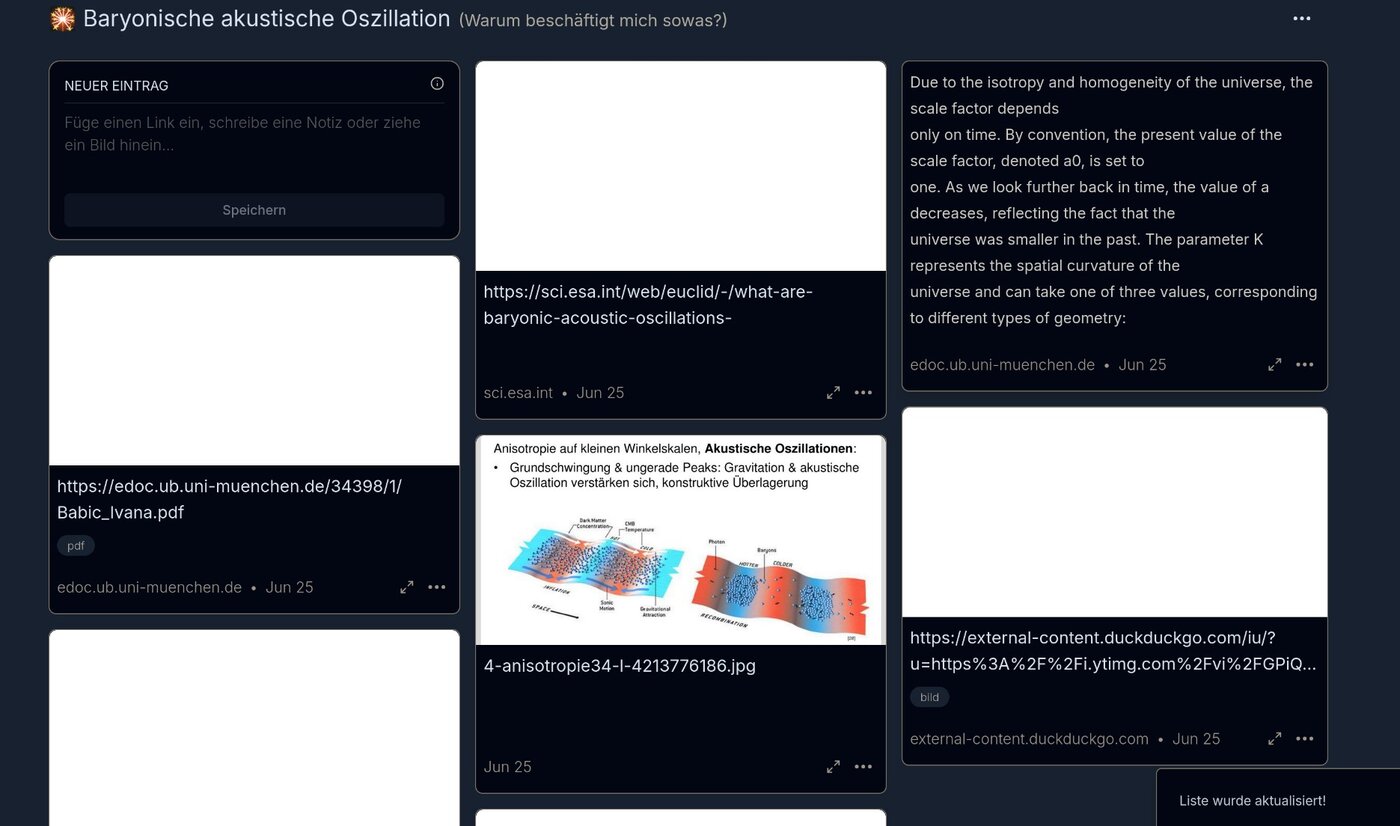 Baryonische akustische Oszillation (Warum beschäftigt mich sowas?)
NEUER EINTRAG
Füge einen Link ein, schreibe eine Notiz oder ziehe
ein Bild hinein...
Speichern
https://edoc.ub.uni-muenchen.de/34398/1/
Babic_Ivana.pdf
pdf
edoc.ub.uni-muenchen.de • Jun 25
https://sci.esa.int/web/euclid/-/what-are-
baryonic-acoustic-oscillations-
sci.esa.int • Jun 25
Anisotropie auf kleinen Winkelskalen, Akustische Oszillationen:
• Grundschwingung & ungerade Peaks: Gravitation & akustische
Oszillation verstärken sich, konstruktive Überlagerung
Dark Matter
Concentration
CMB
Temperature
HOT
COLD
INFLATION
SPACE
Sonic
Motion
Gravitational
Attraction
Photon
Baryons
HOTTER
COLDER
RECOMBINATION
4-anisotropie34-l-4213776186.jpg
Jun 25
Due to the isotropy and homogeneity of the universe, the
scale factor depends
only on time. By convention, the present value of the
scale factor, denoted a0, is set to
one. As we look further back in time, the value of a
decreases, reflecting the fact that the
universe was smaller in the past. The parameter K
represents the spatial curvature of the
universe and can take one of three values, corresponding
to different types of geometry:
edoc.ub.uni-muenchen.de • Jun 25
https://external-content.duckduckgo.com/iu/?
u=https%3A%2F%2Fi.ytimg.com%2Fvi%2FGPiQ...
bild
external-content.duckduckgo.com • Jun 25
Liste wurde aktualisiert!